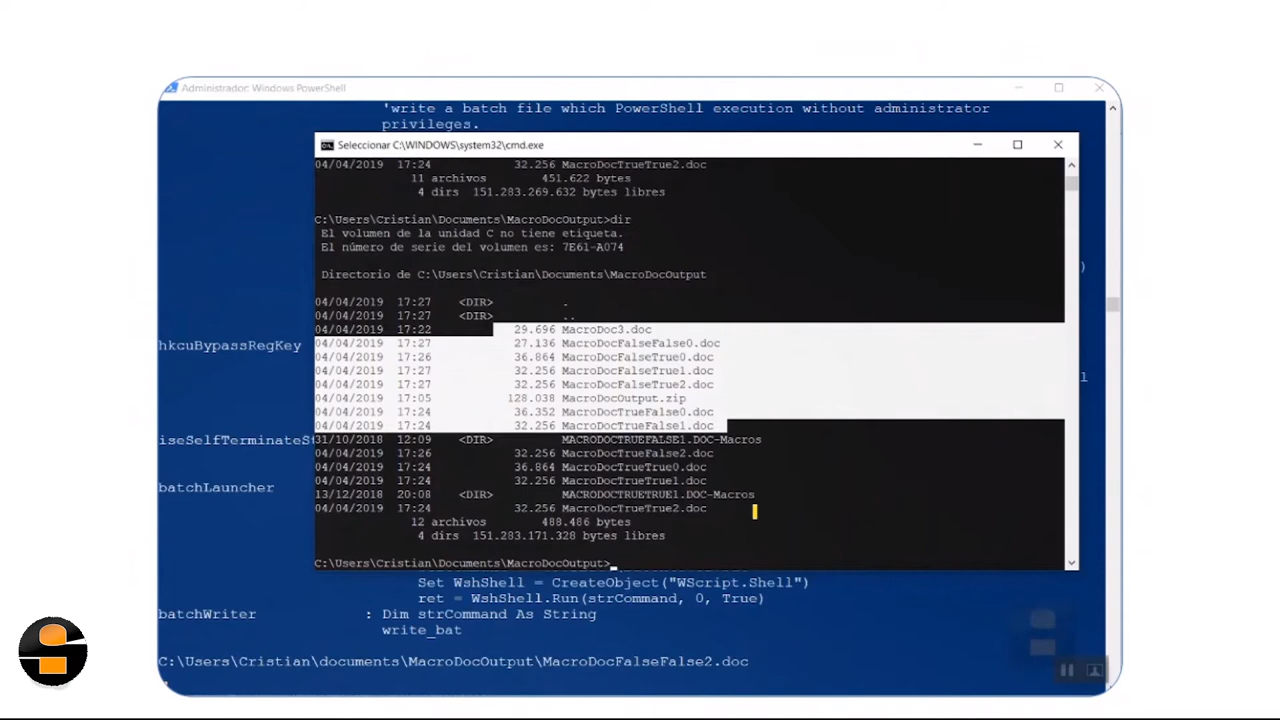 Administrador: Windows PowerShell
'write a batch file which PowerShell execution without administrator
privileges.
Seleccionar C:\WINDOWS\system32\cmd.exe
04/04/2019 17:24 32.256 MacroDocTrueTrue2.doc
11 archivos 451.622 bytes
4 dirs 151.283.269.632 bytes libres
C:\Users\Cristian\Documents\MacroDocOutput>dir
El volumen de la unidad C no tiene etiqueta.
El número de serie del volumen es: 7E61-A074
)
Directorio de C:\Users\Cristian\Documents\MacroDocOutput
04/04/2019 17:27 <DIR> .
04/04/2019 17:27 <DIR> ..
04/04/2019 17:22 29.696 MacroDoc3.doc
hkcuBypassRegKey
04/04/2019 17:27 27.136 MacroDocFalseFalse0.doc
04/04/2019 17:26 36.864 MacroDocFalseTrue0.doc
04/04/2019 17:27 32.256 MacroDocFalseTrue1.doc
l
04/04/2019 17:27 32.256 MacroDocFalseTrue2.doc
04/04/2019 17:05 128.038 MacroDocOutput.zip
04/04/2019 17:24 36.352 MacroDocTrueFalse0.doc
04/04/2019 17:24 32.256 MacroDocTrueFalse1.doc
iseSelfTerminateSt
31/10/2018 12:09 <DIR> MACRODOCTRUEFALSE1.DOC-Macros
04/04/2019 17:26 32.256 MacroDocTrueFalse2.doc
04/04/2019 17:24 36.864 MacroDocTrueTrue0.doc
04/04/2019 17:24 32.256 MacroDocTrueTrue1.doc
batchLauncher
13/12/2018 20:08 <DIR> MACRODOCTRUETRUE1.DOC-Macros
04/04/2019 17:24 32.256 MacroDocTrueTrue2.doc
12 archivos 488.486 bytes
4 dirs 151.283.171.328 bytes libres
C:\Users\Cristian\Documents\MacroDocOutput>
Set WshShell = CreateObject("WScript.Shell")
ret = WshShell.Run(strCommand, 0, True)
batchWriter : Dim strCommand As String
write_bat
C:\Users\Cristian\documents\MacroDocOutput\MacroDocFalseFalse2.doc